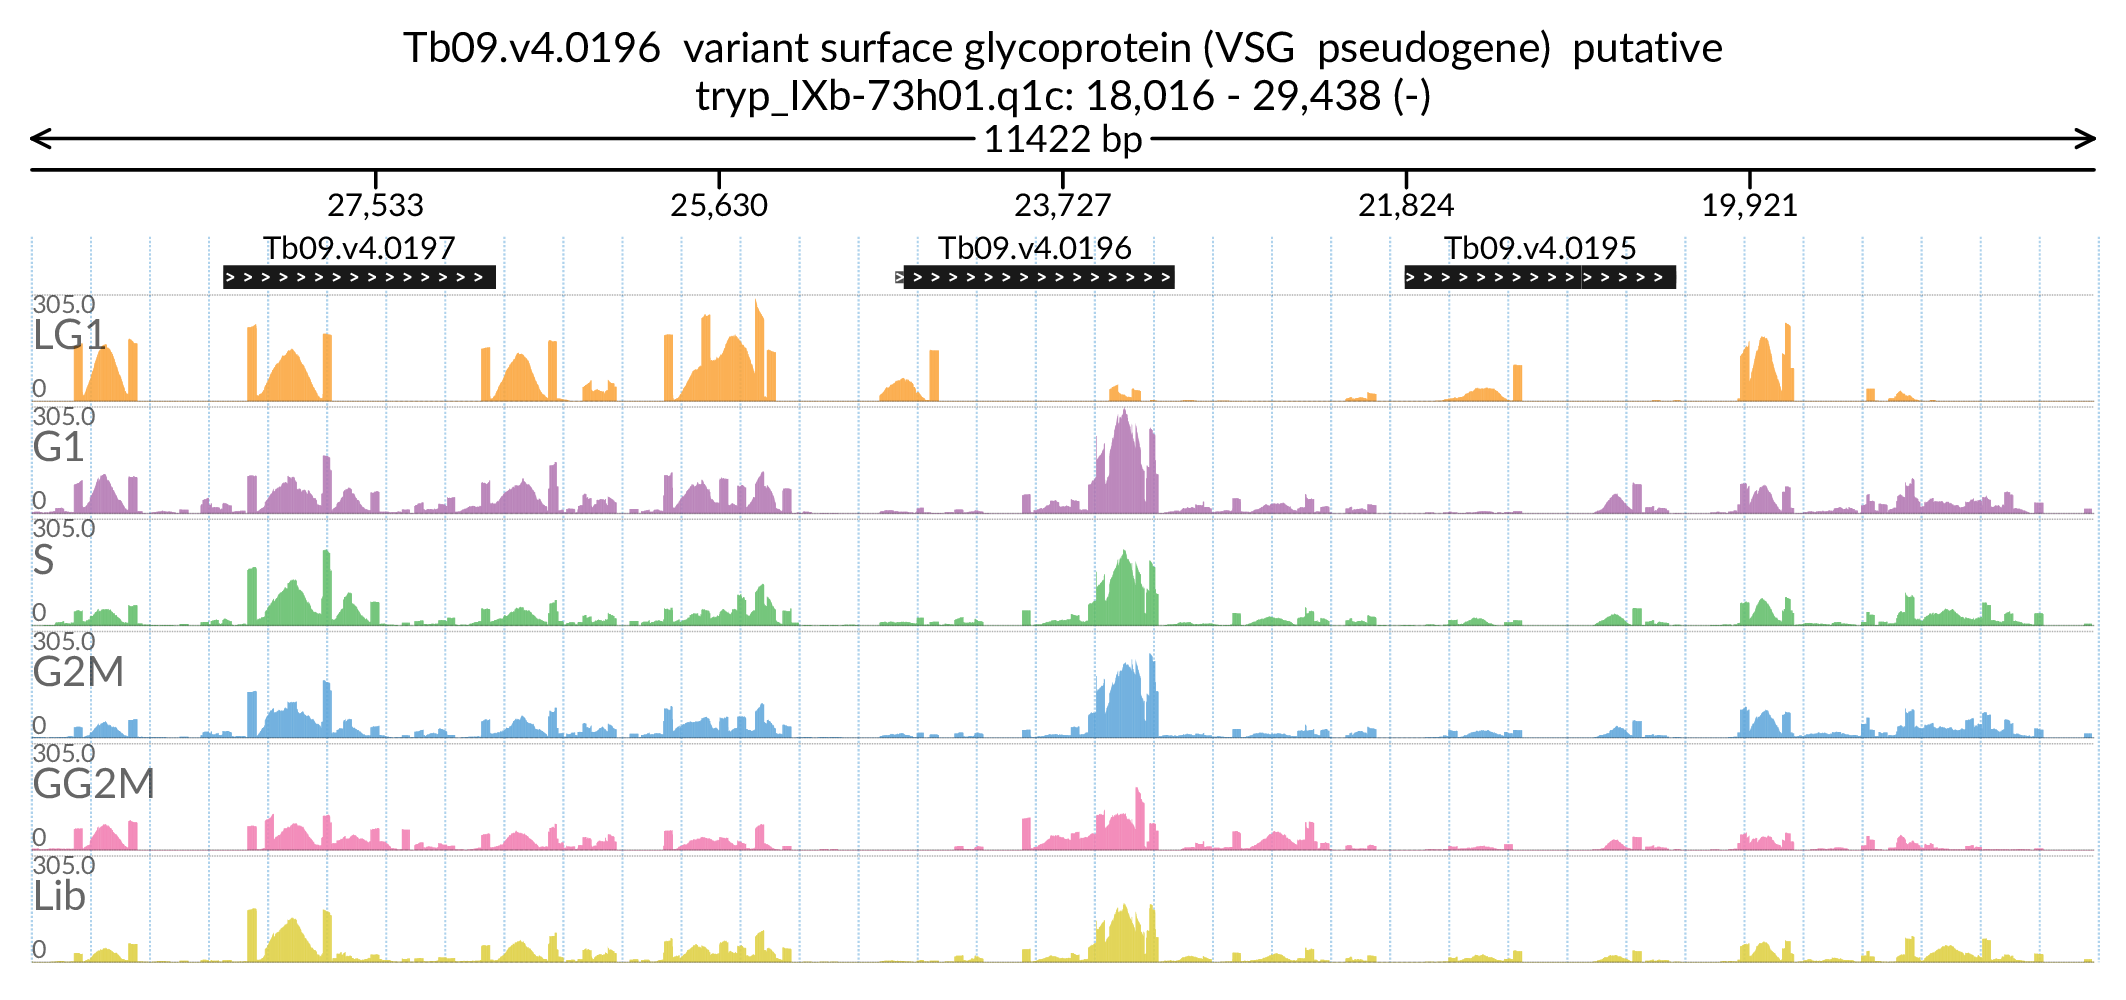 Tb09.v4.0196 variant surface glycoprotein (VSG pseudogene) putative
tryp_IXb-73h01.q1c: 18,016 - 29,438 (-)
11422 bp
27,533 25,630 23,727 21,824 19,921
Tb09.v4.0197 Tb09.v4.0196 Tb09.v4.0195
305.0
LG1
0
305.0
G1
0
305.0
S
0
305.0
G2M
0
305.0
GG2M
0
305.0
Lib
0